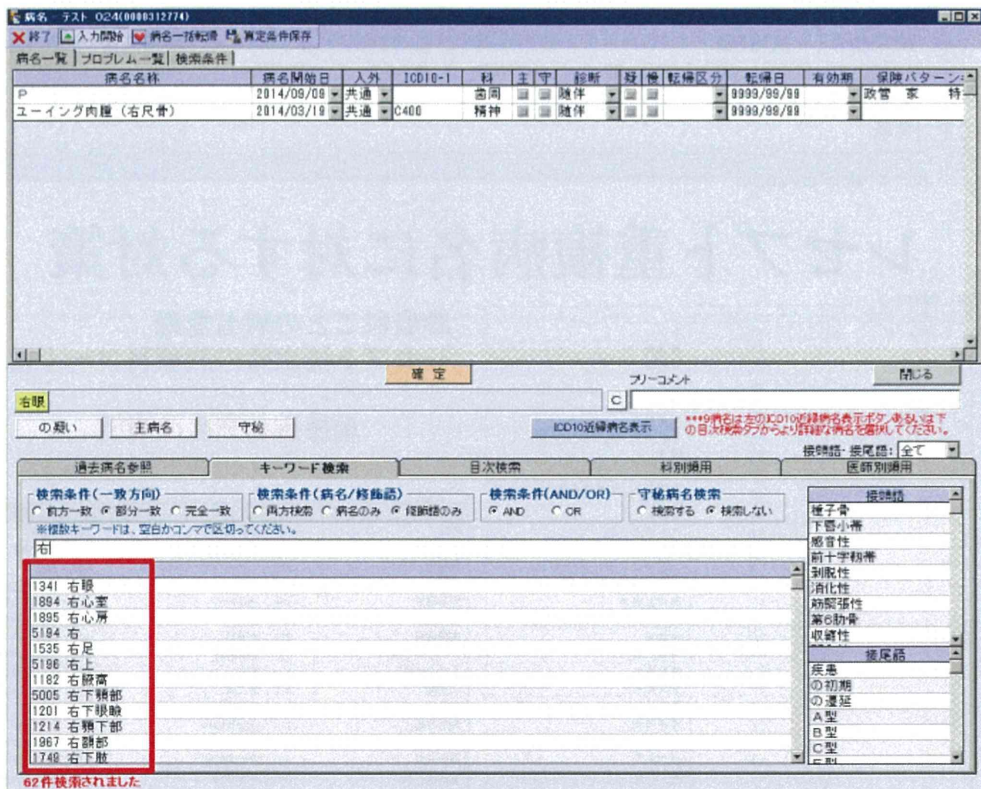 病名 - テスト 024(0000312774)
終了 入力開始 病名一括転帰 算定条件保存
病名一覧 プロブレム一覧 検索条件
病名名称 病名開始日 入外 ICD10-1 科 主 守 診断 疑 慢 転帰区分 転帰日 有効期 保険パターン
P 2014/09/09 共通 歯周 随伴 9999/99/99 政管 家 特
ユーイング肉腫 (右尺骨) 2014/03/19 共通 C400 精神 随伴 9999/99/99
確 定
フリーコメント
閉じる
右眼
C
の疑い 主病名 守秘
ICD10近縁病名表示
***9病名は左のICD10近縁病名表示ボタン、あるいは下
の目次検索タブからより詳細な病名を選択してください。
接頭語・接尾語: 全て
過去病名参照 キーワード検索 目次検索 科別頻用 医師別頻用
検索条件(一致方向) 検索条件(病名/修飾語) 検索条件(AND/OR) 守秘病名検索
前方一致 部分一致 完全一致 両方検索 病名のみ 修飾語のみ AND OR 検索する 検索しない
※複数キーワードは、空白かコンマで区切ってください。
右
1341 右眼
1894 右心室
1895 右心房
5194 右
1535 右足
5196 右上
1182 右腋窩
5005 右下顎部
1201 右下眼瞼
1214 右顎下部
1967 右額部
1749 右下肢
62件検索されました
接頭語
種子骨
下唇小帯
感音性
前十字靱帯
剥脱性
消化性
筋緊張性
第6肋骨
収縮性
接尾語
疾患
の初期
の遷延
A型
B型
C型